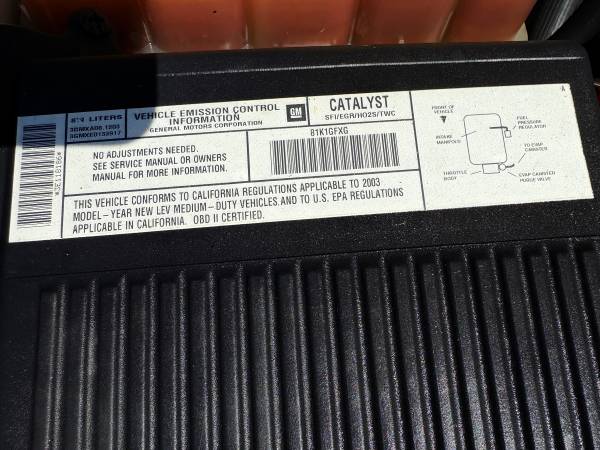 8.1 LITERS
3GMXA08.1200
3GMXE0133917
VEHICLE EMISSION CONTROL
INFORMATION
GENERAL MOTORS CORPORATION
GM
CATALYST
SFI/EGR/HO2S/TWC
81K1GFXG
NO ADJUSTMENTS NEEDED.
SEE SERVICE MANUAL OR OWNERS
MANUAL FOR MORE INFORMATION.
THIS VEHICLE CONFORMS TO CALIFORNIA REGULATIONS APPLICABLE TO 2003
MODEL-YEAR NEW LEV MEDIUM-DUTY VEHICLES.AND TO U.S. EPA REGULATIONS
APPLICABLE IN CALIFORNIA. OBD II CERTIFIED.
FRONT OF
VEHICLE
INTAKE
MANIFOLD
FUEL
PRESSURE
REGULATOR
THROTTLE
BODY
TO EVAP
CANISTER
EVAP CANISTER
PURGE VALVE
A